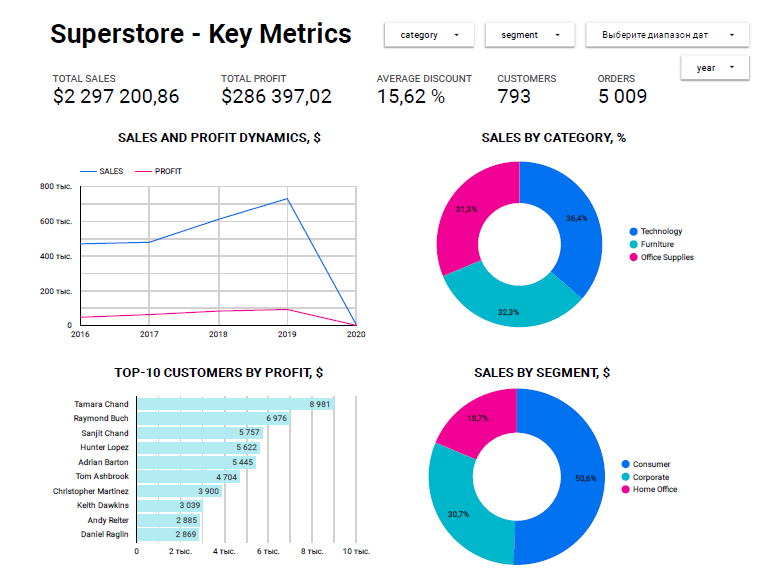 Superstore - Key Metrics
category
segment
Выберите диапазон дат
year
TOTAL SALES
$2 297 200,86
TOTAL PROFIT
$286 397,02
AVERAGE DISCOUNT
15,62 %
CUSTOMERS
793
ORDERS
5 009
SALES AND PROFIT DYNAMICS, $
SALES
PROFIT
800 тыс.
600 тыс.
400 тыс.
200 тыс.
0
2016
2017
2018
2019
2020
SALES BY CATEGORY, %
31,3%
36,4%
32,3%
Technology
Furniture
Office Supplies
TOP-10 CUSTOMERS BY PROFIT, $
Tamara Chand 8 981
Raymond Buch 6 976
Sanjit Chand 5 757
Hunter Lopez 5 622
Adrian Barton 5 445
Tom Ashbrook 4 704
Christopher Martinez 3 900
Keith Dawkins 3 039
Andy Reiter 2 885
Daniel Raglin 2 869
0
2 тыс.
4 тыс.
6 тыс.
8 тыс.
10 тыс.
SALES BY SEGMENT, $
18,7%
50,6%
30,7%
Consumer
Corporate
Home Office